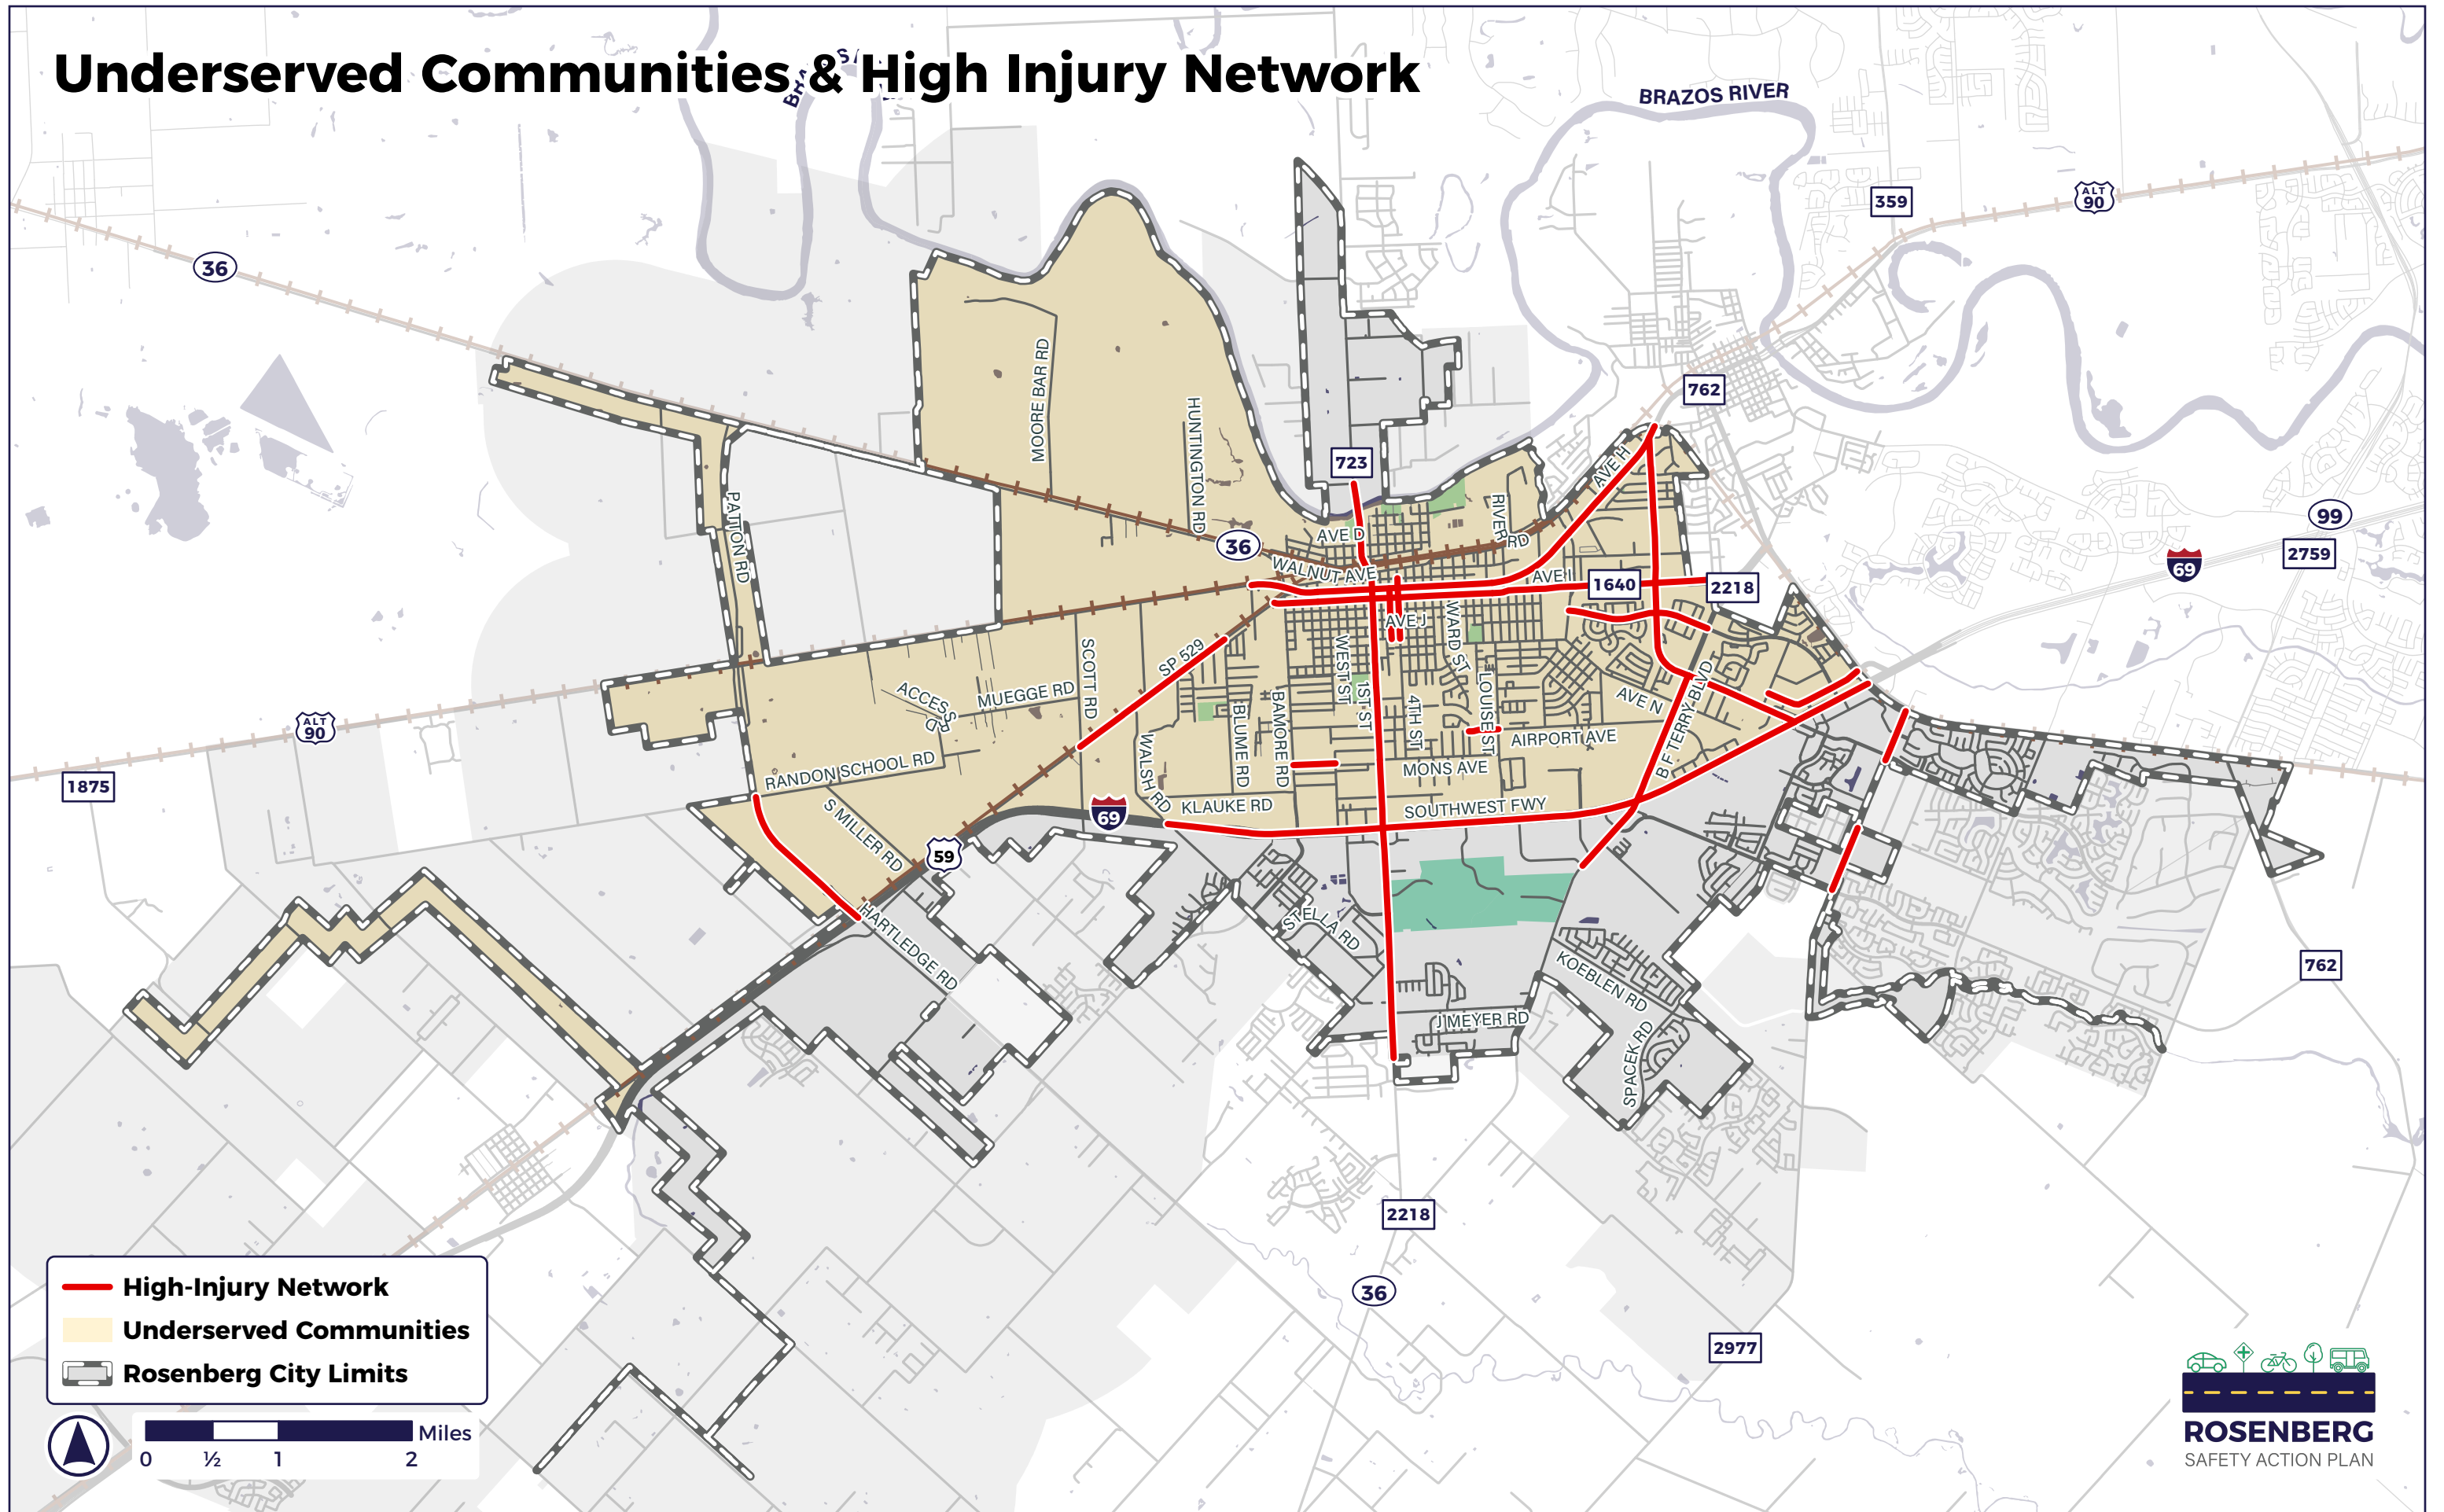 Underserved Communities & High Injury Network
BRAZOS RIVER
359
ALT
90
36
762
MOORE BAR RD
HUNTINGTON RD
723
AVE H
RIVER RD
99
2759
69
PATTON RD
36
AVE D
WALNUT AVE
AVE I
1640
2218
AVE J
WARD ST
SCOTT RD
SP 529
WEST ST
1ST ST
LOUISE ST
4TH ST
AVE N
B F TERRY BLVD
ACCESS RD
MUEGGE RD
BLUME RD
BAMORE RD
AIRPORT AVE
ALT
90
1875
RANDON SCHOOL RD
WALSH RD
MONS AVE
KLAUKE RD
SOUTHWEST FWY
69
S MILLER RD
59
HARTLEDGE RD
STELLA RD
KOEBLEN RD
762
J MEYER RD
SPACEK RD
2218
36
2977
High-Injury Network
Underserved Communities
Rosenberg City Limits
0 ½ 1 2 Miles
ROSENBERG
SAFETY ACTION PLAN